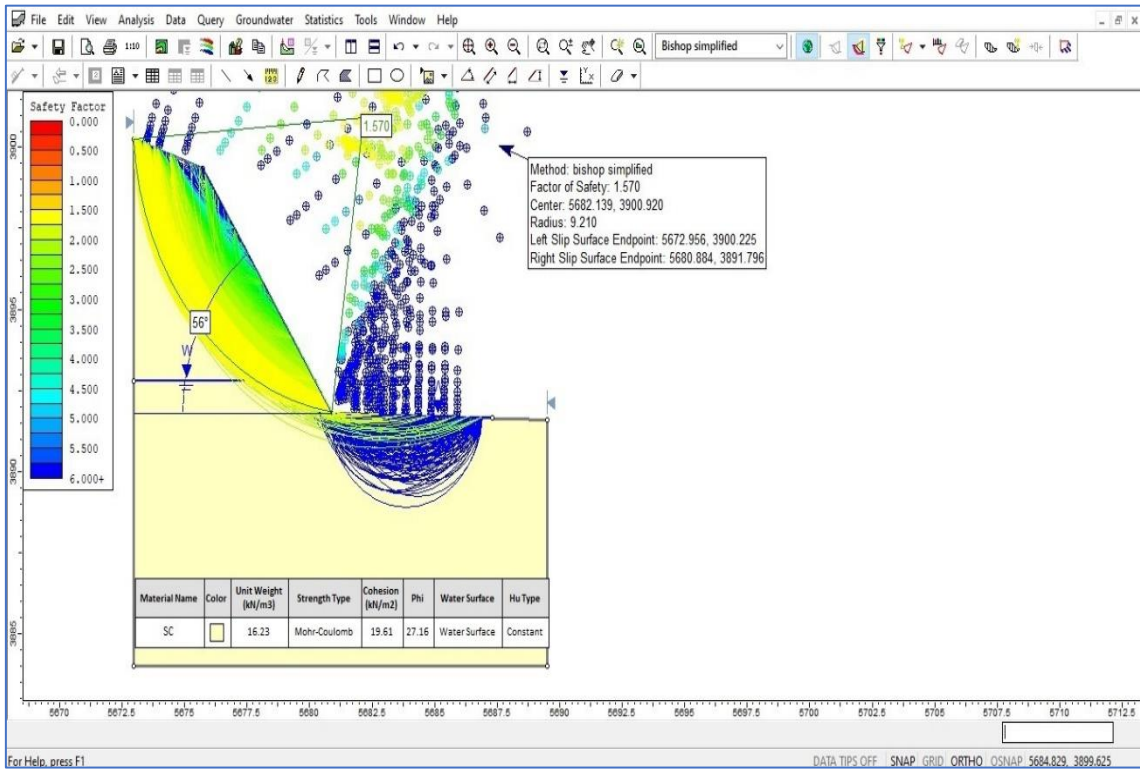 File Edit View Analysis Data Query Groundwater Statistics Tools Window Help
1:10
Bishop simplified
Safety Factor
0.000
0.500
1.000
1.500
2.000
2.500
3.000
3.500
4.000
4.500
5.000
5.500
6.000+
3900
3895
3890
3885
1.570
56°
W
Method: bishop simplified
Factor of Safety: 1.570
Center: 5682.139, 3900.920
Radius: 9.210
Left Slip Surface Endpoint: 5672.956, 3900.225
Right Slip Surface Endpoint: 5680.884, 3891.796
Material Name Color Unit Weight (kN/m3) Strength Type Cohesion (kN/m2) Phi Water Surface Hu Type
SC 16.23 Mohr-Coulomb 19.61 27.16 Water Surface Constant
5670 5672.5 5675 5677.5 5680 5682.5 5685 5687.5 5690 5692.5 5695 5697.5 5700 5702.5 5705 5707.5 5710 5712.5
For Help, press F1 DATA TIPS OFF SNAP GRID ORTHO OSNAP 5684.829, 3899.625